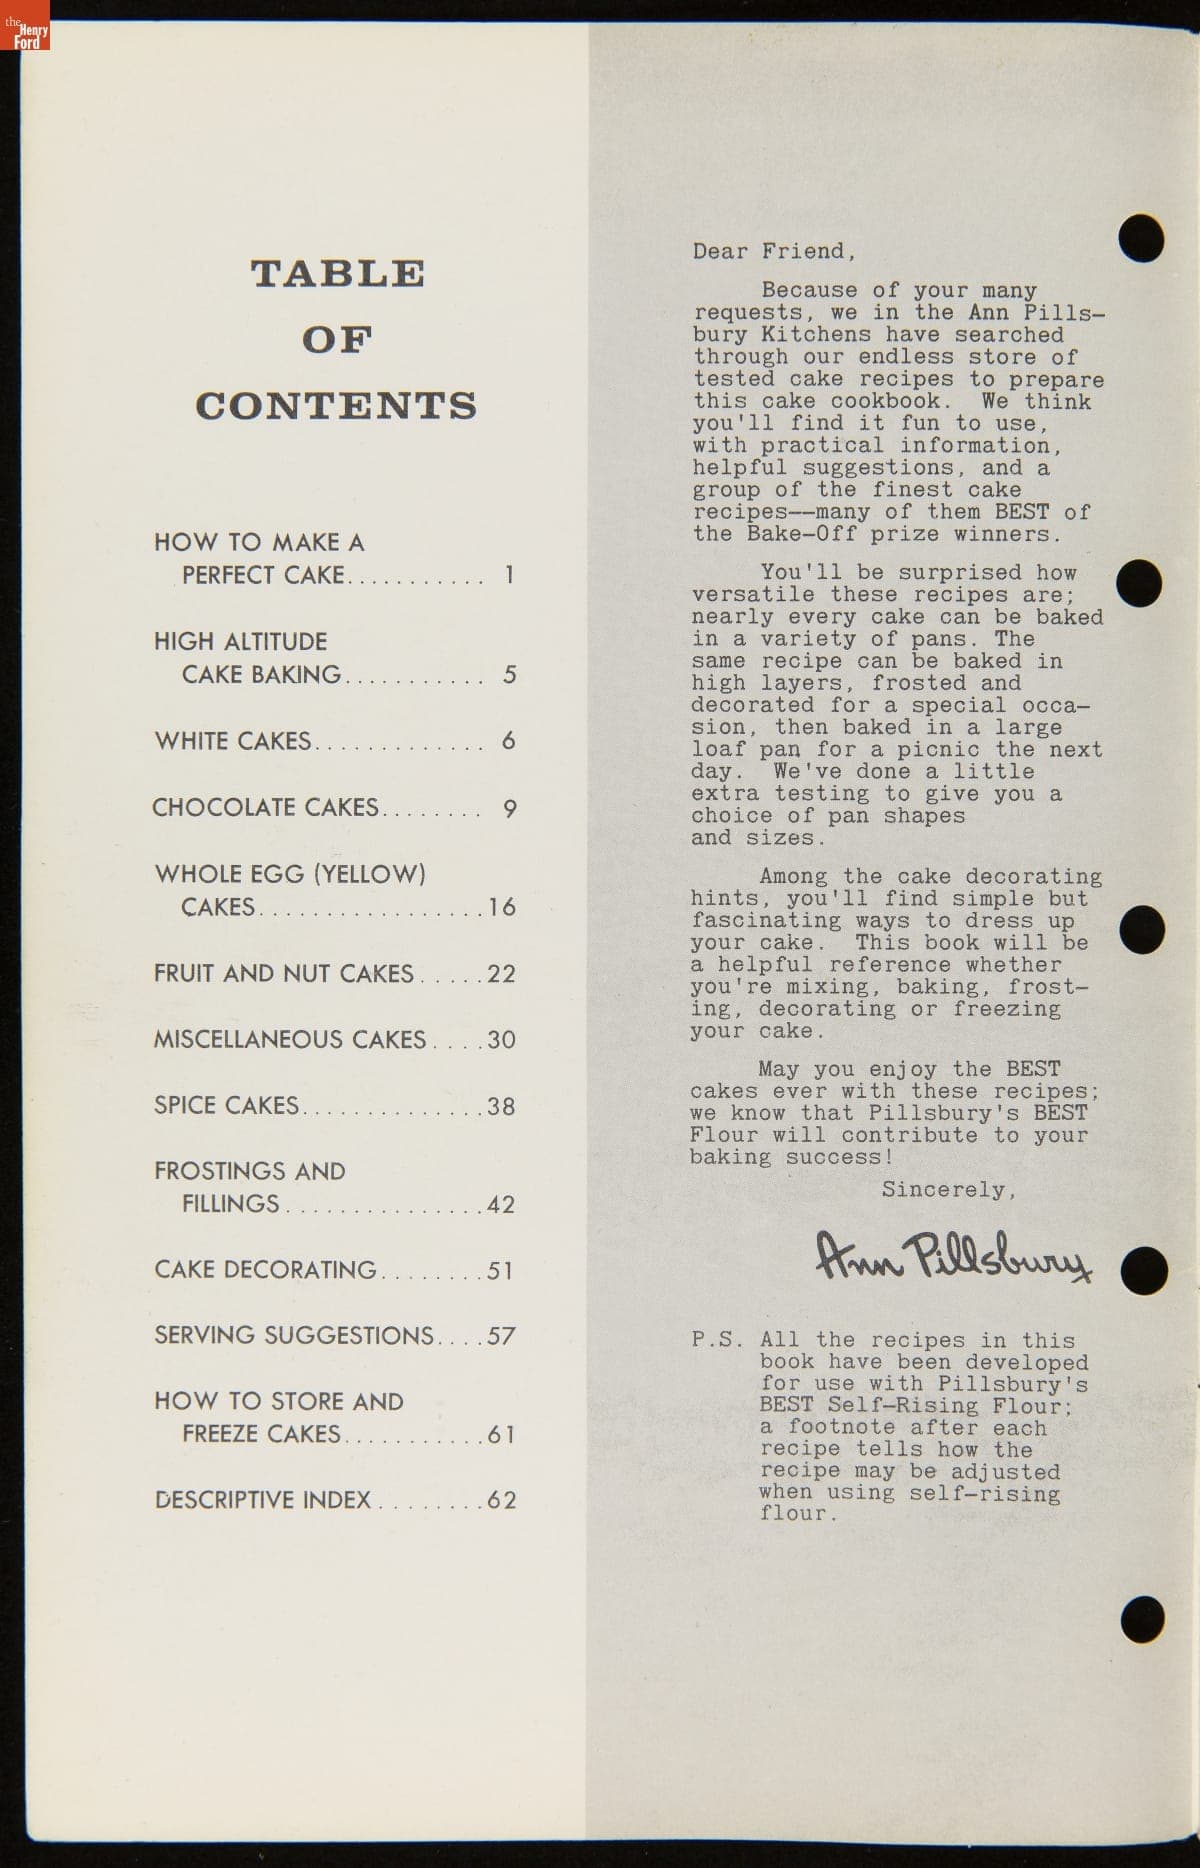 the
Henry
Ford
TABLE
OF
CONTENTS
HOW TO MAKE A
PERFECT CAKE........... 1
HIGH ALTITUDE
CAKE BAKING........... 5
WHITE CAKES............. 6
CHOCOLATE CAKES........ 9
WHOLE EGG (YELLOW)
CAKES.................16
FRUIT AND NUT CAKES.....22
MISCELLANEOUS CAKES....30
SPICE CAKES..............38
FROSTINGS AND
FILLINGS...............42
CAKE DECORATING........51
SERVING SUGGESTIONS....57
HOW TO STORE AND
FREEZE CAKES...........61
DESCRIPTIVE INDEX........62
Dear Friend,
Because of your many
requests, we in the Ann Pills-
bury Kitchens have searched
through our endless store of
tested cake recipes to prepare
this cake cookbook. We think
you'll find it fun to use,
with practical information,
helpful suggestions, and a
group of the finest cake
recipes--many of them BEST of
the Bake-Off prize winners.
You'll be surprised how
versatile these recipes are;
nearly every cake can be baked
in a variety of pans. The
same recipe can be baked in
high layers, frosted and
decorated for a special occa-
sion, then baked in a large
loaf pan for a picnic the next
day. We've done a little
extra testing to give you a
choice of pan shapes
and sizes.
Among the cake decorating
hints, you'll find simple but
fascinating ways to dress up
your cake. This book will be
a helpful reference whether
you're mixing, baking, frost-
ing, decorating or freezing
your cake.
May you enjoy the BEST
cakes ever with these recipes;
we know that Pillsbury's BEST
Flour will contribute to your
baking success!
Sincerely,
Ann Pillsbury
P.S. All the recipes in this
book have been developed
for use with Pillsbury's
BEST Self-Rising Flour;
a footnote after each
recipe tells how the
recipe may be adjusted
when using self-rising
flour.